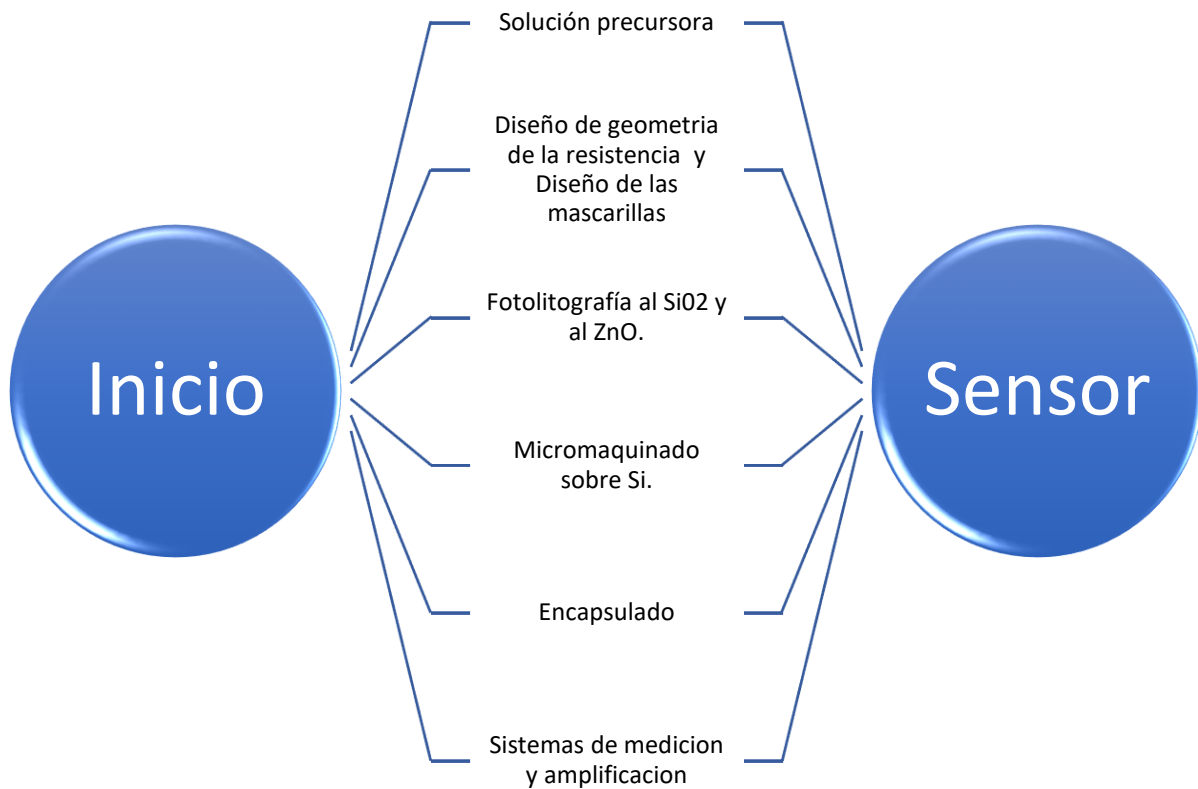 Solución precursora
Diseño de geometria
de la resistencia y
Diseño de las
mascarillas
Fotolitografía al Si02 y
al ZnO.
Inicio
Sensor
Micromaquinado
sobre Si.
Encapsulado
Sistemas de medicion
y amplificacion